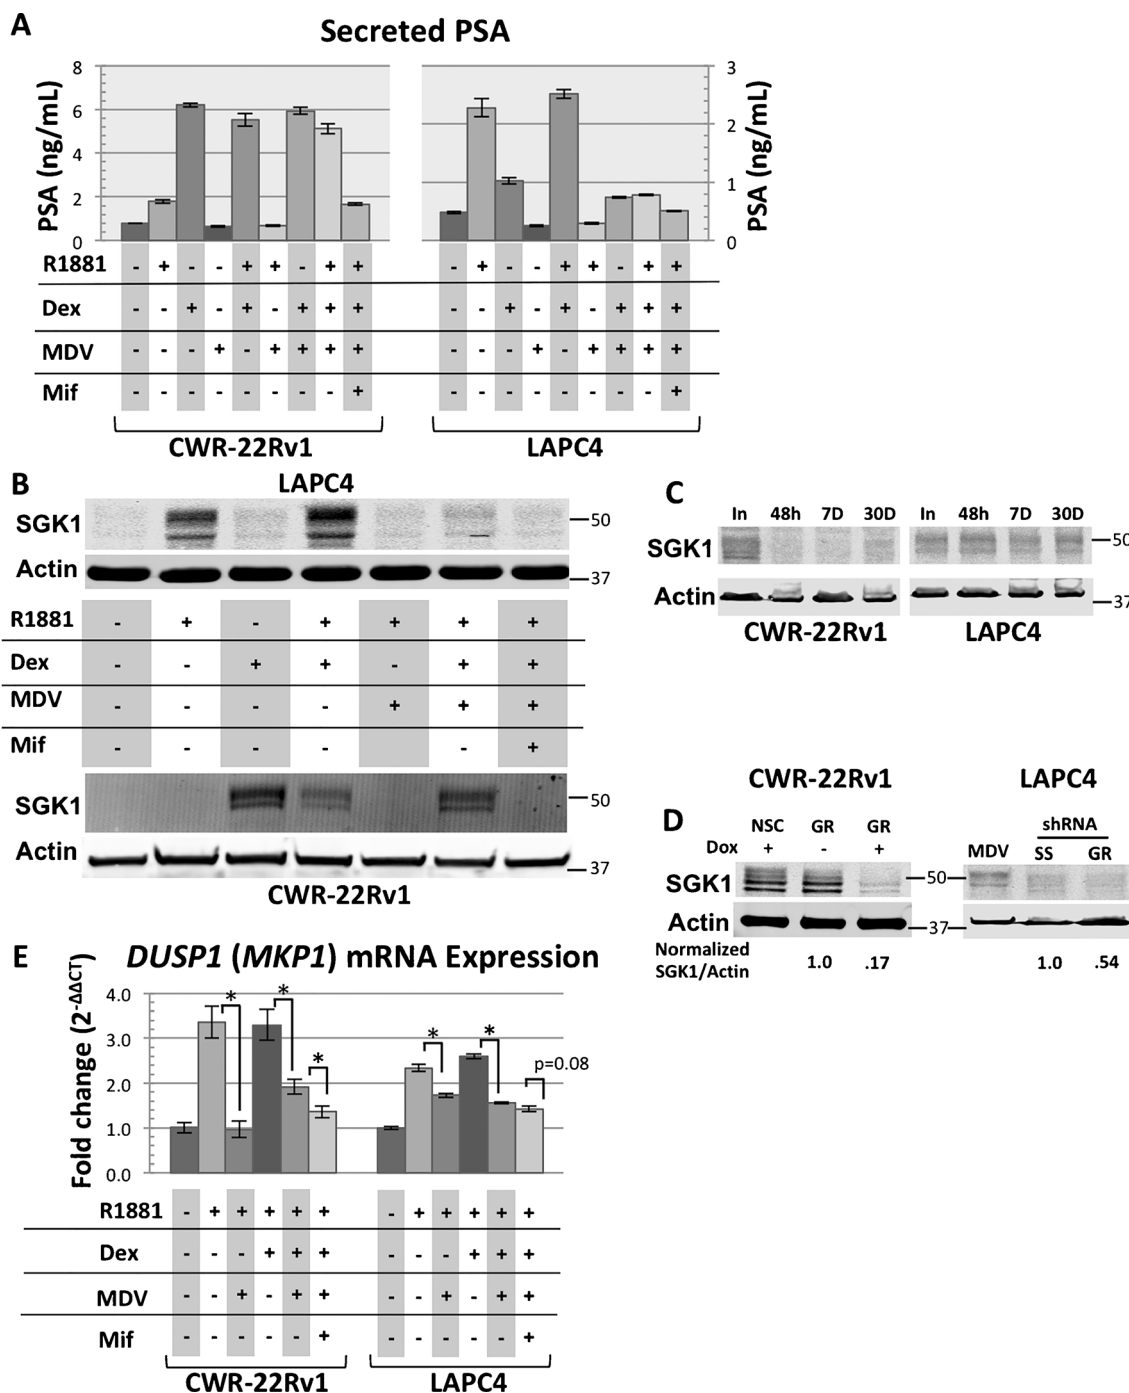 A
Secreted PSA
PSA (ng/mL)
8
6
4
2
0
3
2
1
0
PSA (ng/mL)
R1881 - + - - + + - + + - + - - + + - + +
Dex - - + - + - + + + - - + - + - + + +
MDV - - - + - + + + + - - - + - + + + +
Mif - - - - - - - - + - - - - - - - - +
CWR-22Rv1 LAPC4
B
LAPC4
SGK1 50
Actin 37
R1881 - + - + + + +
Dex - - + + - + +
MDV - - - - + + +
Mif - - - - - +
SGK1 50
Actin 37
CWR-22Rv1
C
In 48h 7D 30D In 48h 7D 30D
SGK1 50
Actin 37
CWR-22Rv1 LAPC4
D
CWR-22Rv1 LAPC4
NSC GR GR shRNA
Dox + - + MDV SS GR
SGK1 50
Actin 37
Normalized
SGK1/Actin 1.0 .17 1.0 .54
E
DUSP1 (MKP1) mRNA Expression
Fold change (2-ΔΔCT)
4.0
3.0
2.0
1.0
0.0
* * * * * p=0.08
R1881 - + + + + + - + + + + +
Dex - - - + + + - - - + + +
MDV - - + - + + - - + - + +
Mif - - - - - + - - - - - +
CWR-22Rv1 LAPC4